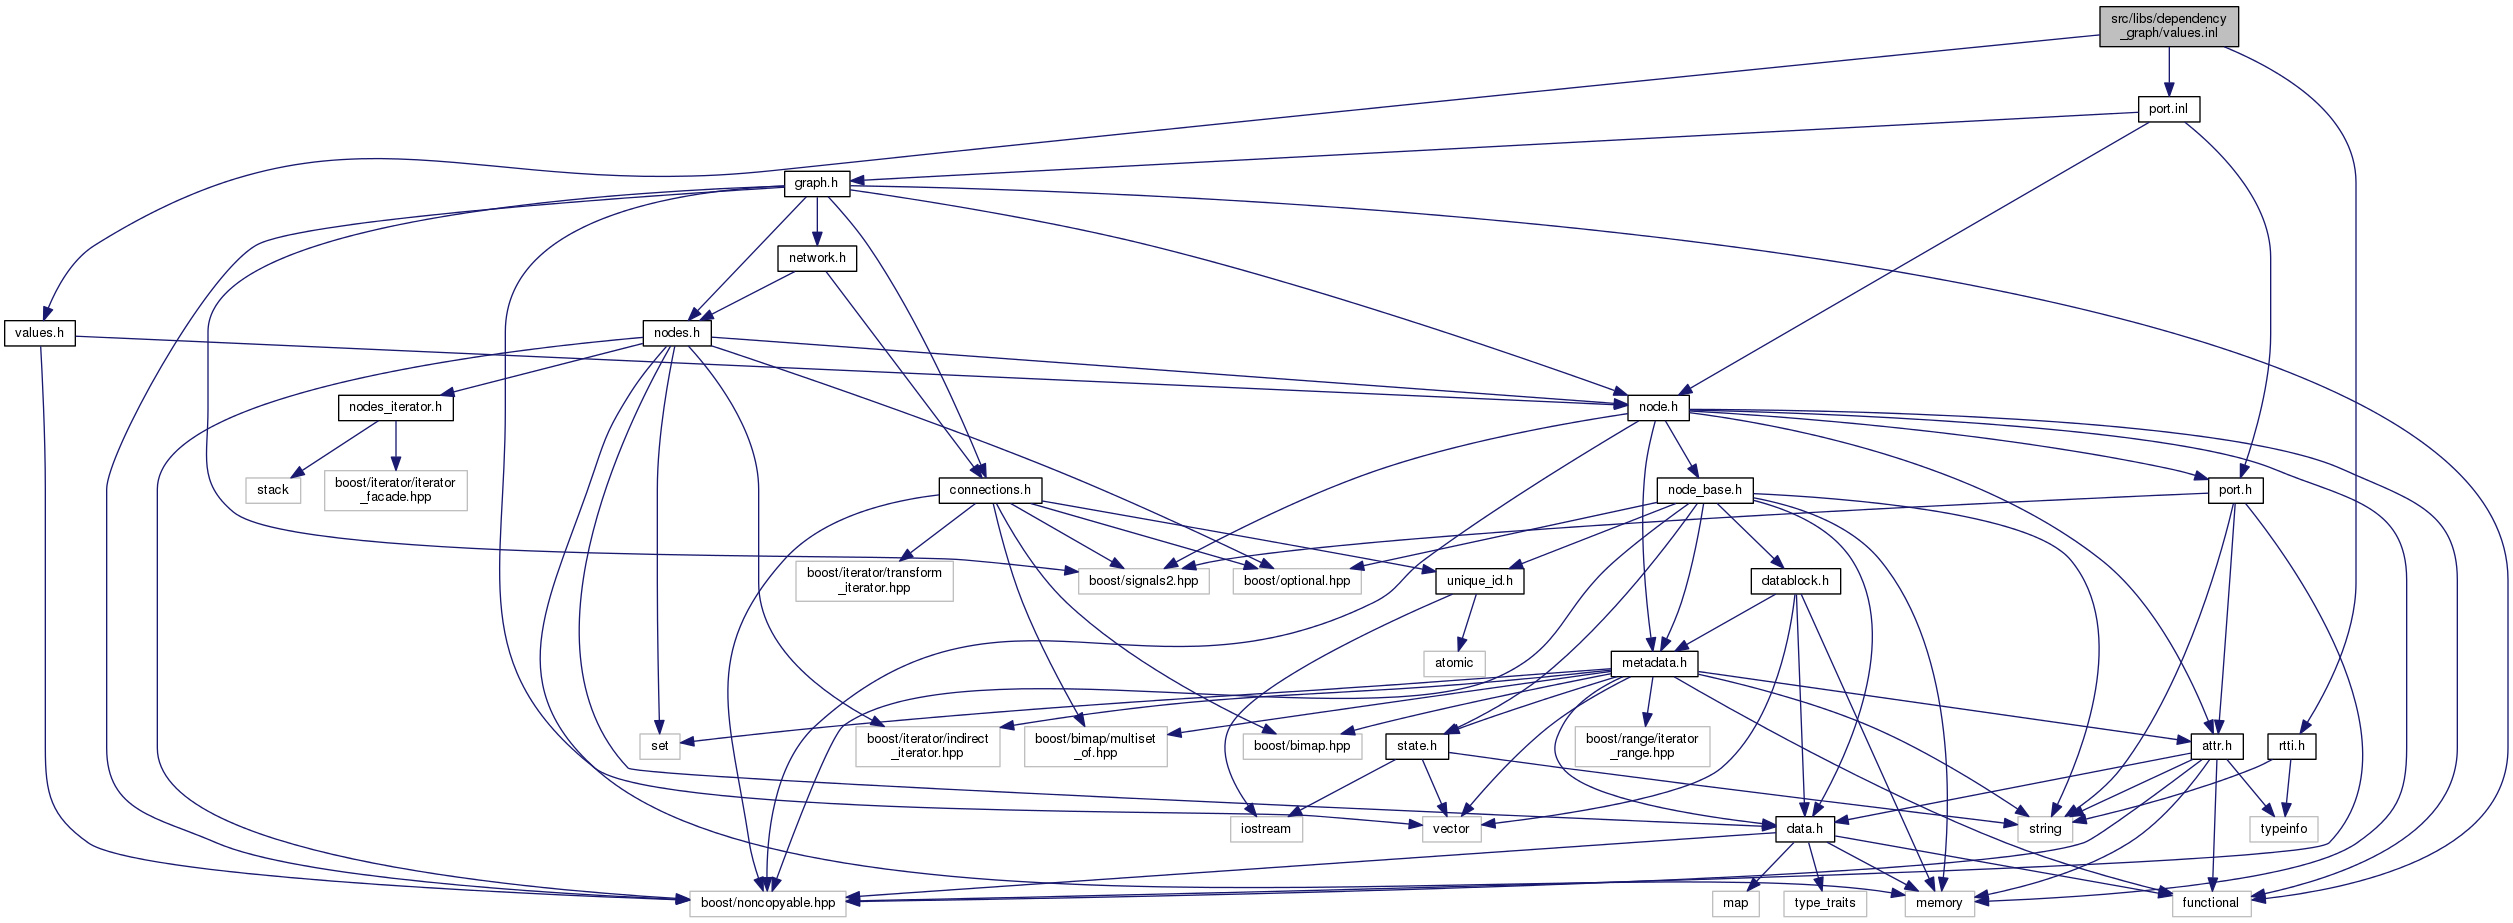 src/libs/dependency
_graph/values.inl
port.inl
graph.h
network.h
values.h
nodes.h
nodes_iterator.h
node.h
stack
boost/iterator/iterator
_facade.hpp
connections.h
node_base.h
port.h
boost/iterator/transform
_iterator.hpp
boost/signals2.hpp
boost/optional.hpp
unique_id.h
datablock.h
atomic
metadata.h
set
boost/iterator/indirect
_iterator.hpp
boost/bimap/multiset
_of.hpp
boost/bimap.hpp
state.h
boost/range/iterator
_range.hpp
attr.h
rtti.h
iostream
vector
data.h
string
typeinfo
boost/noncopyable.hpp
map
type_traits
memory
functional